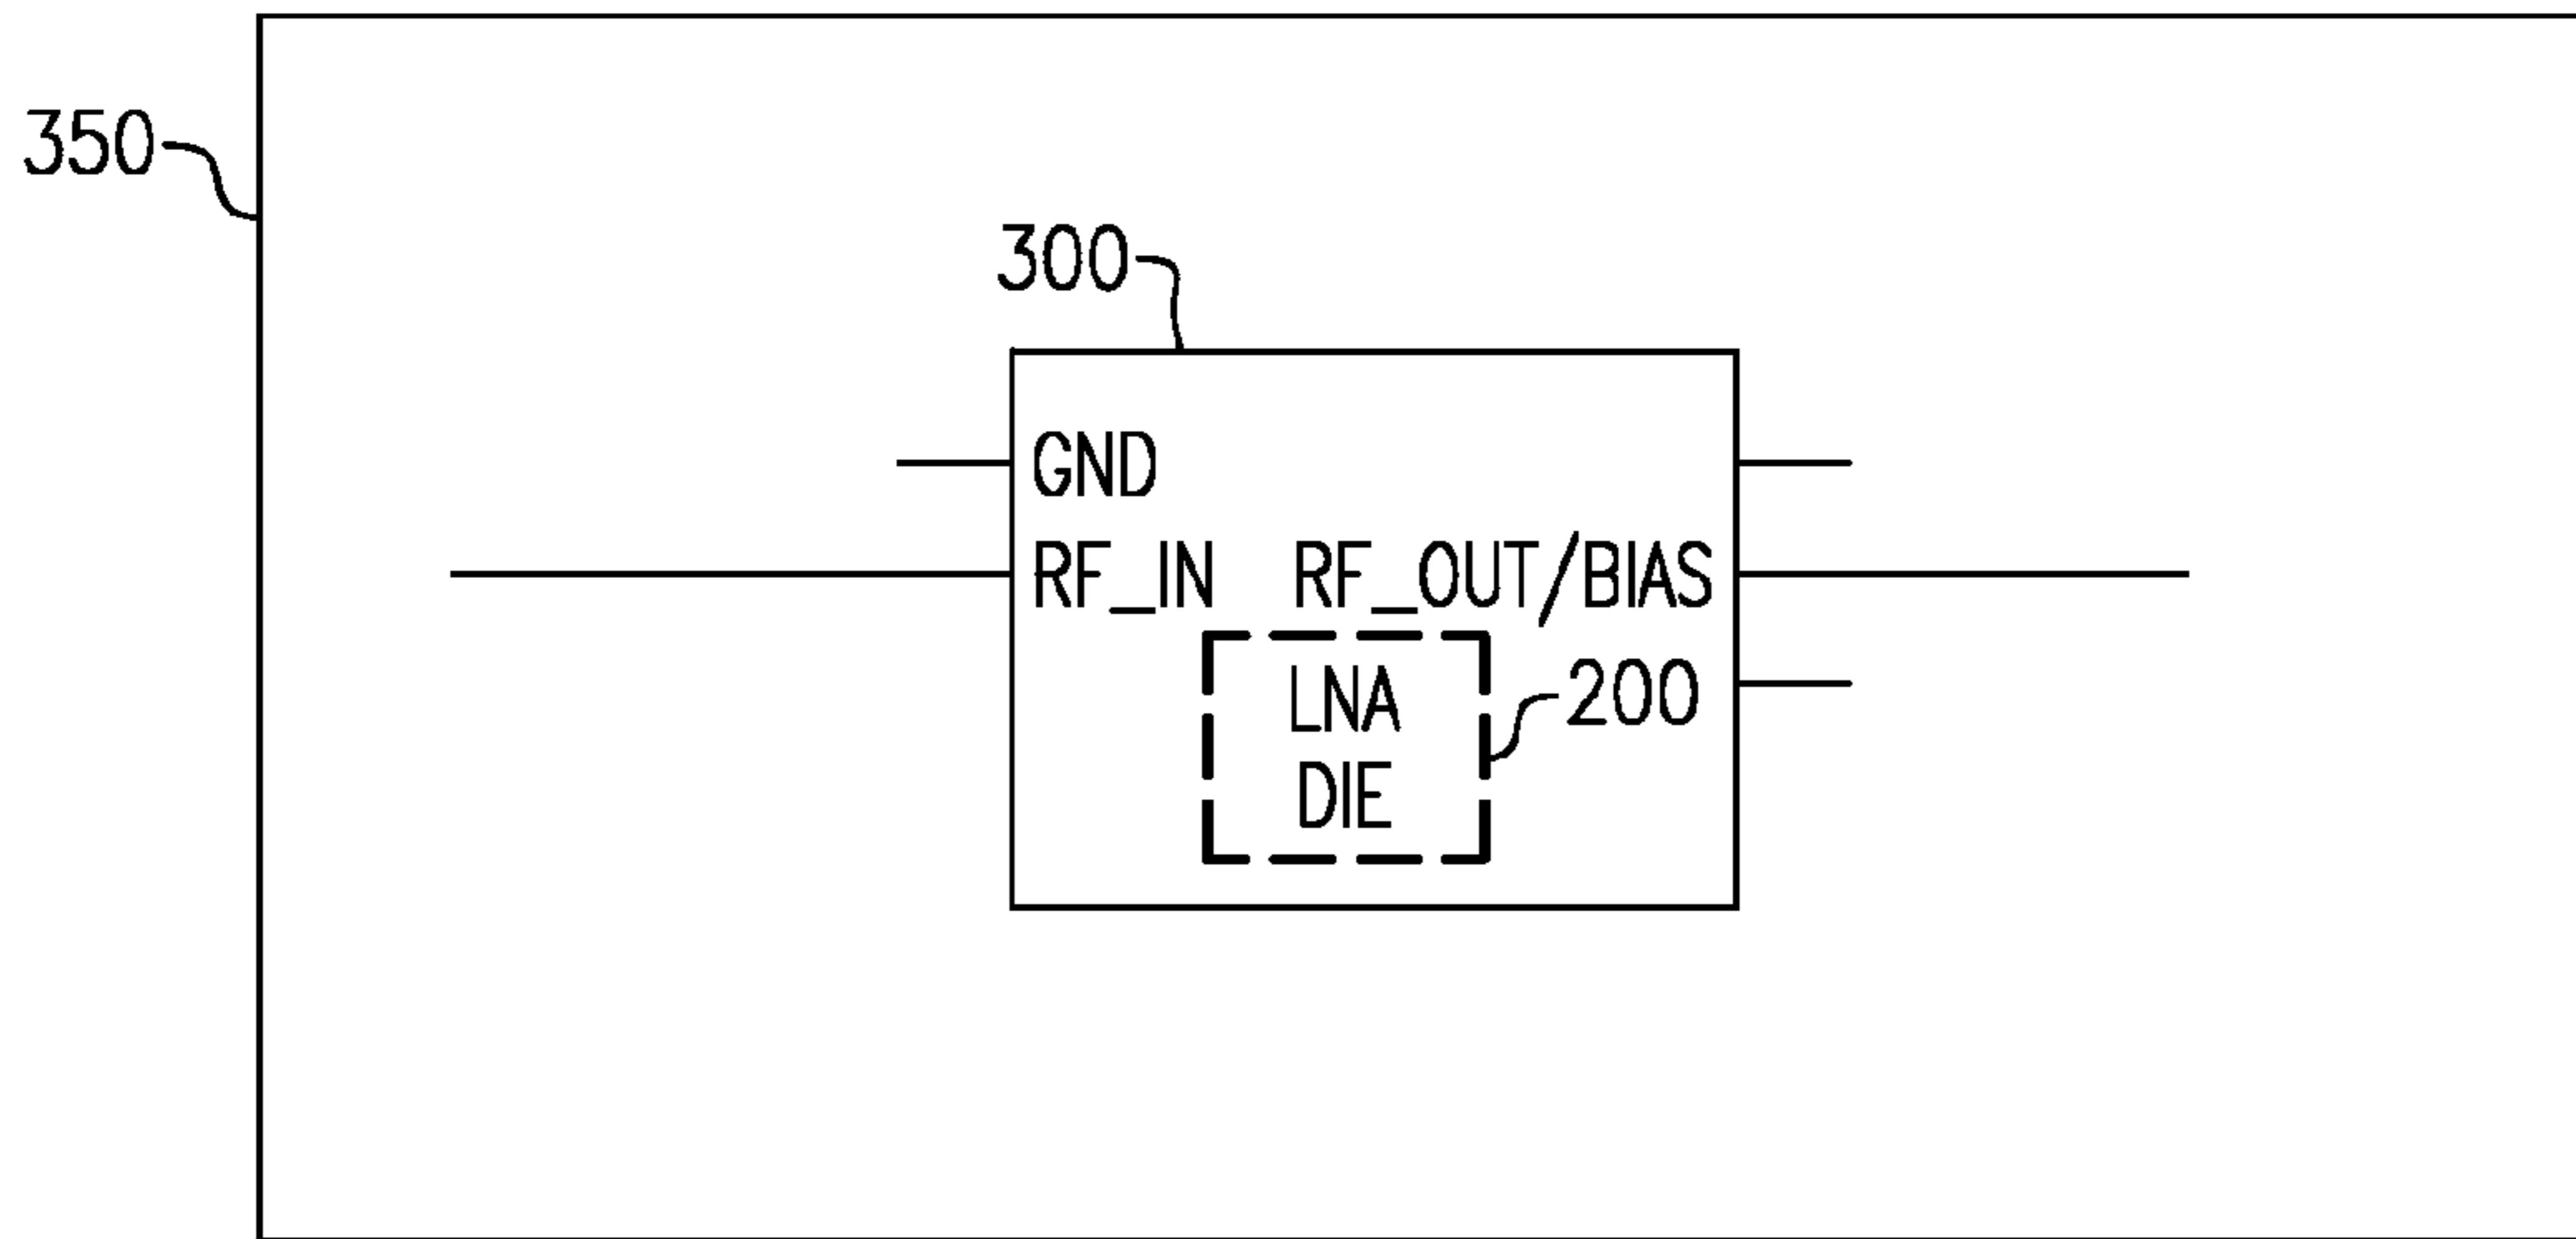 350
300
GND
RF_IN RF_OUT/BIAS
LNA
DIE
200